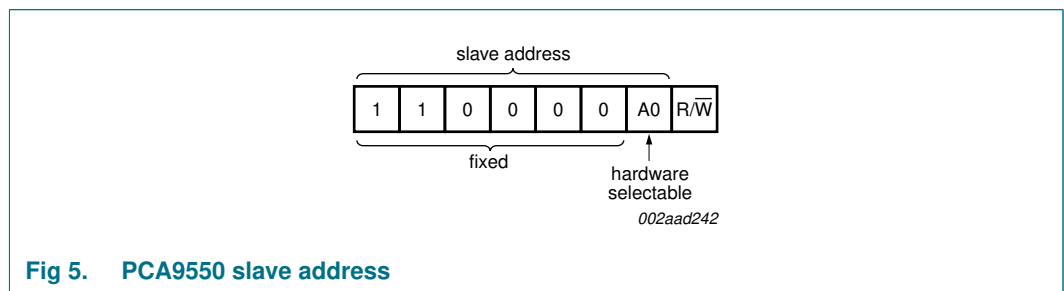 slave address
1 1 0 0 0 0 A0 R/W̅
fixed
hardware
selectable
002aad242
Fig 5. PCA9550 slave address